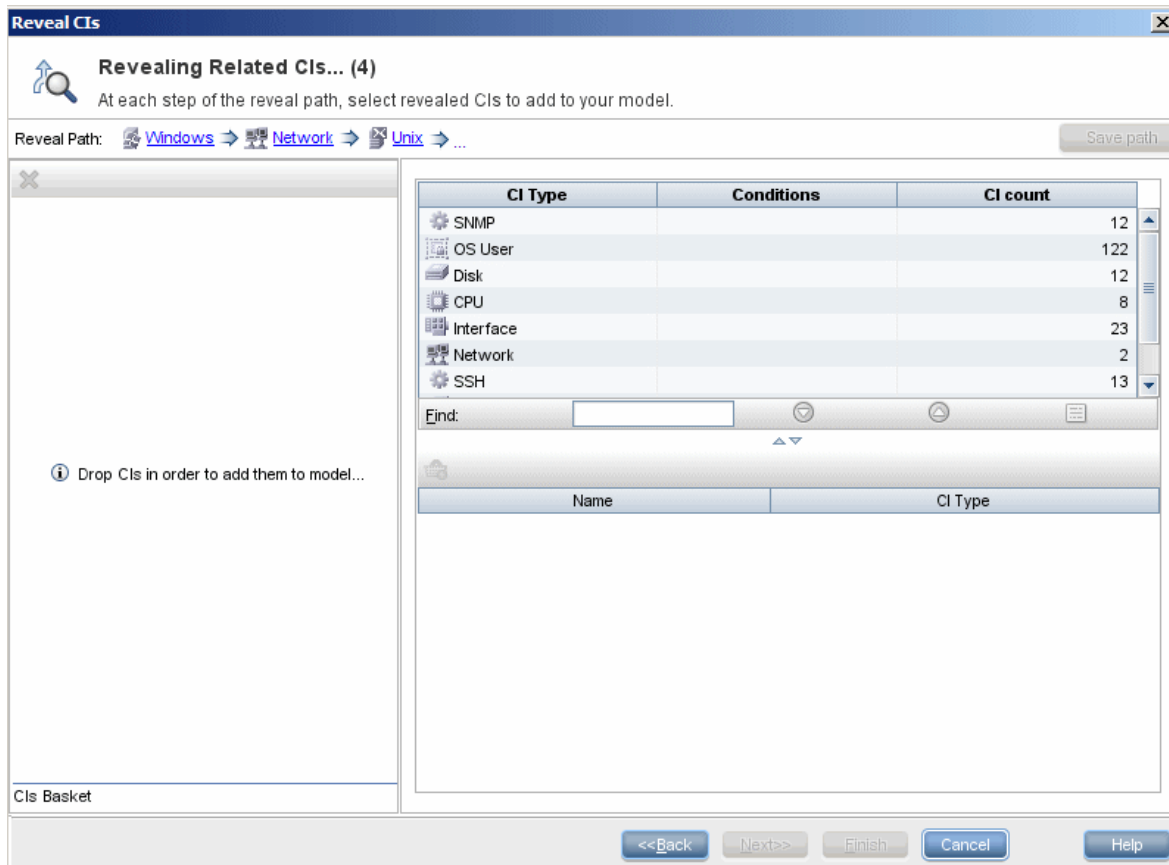 Reveal CIs
Revealing Related CIs... (4)
At each step of the reveal path, select revealed CIs to add to your model.
Reveal Path: Windows Network Unix ... Save path
CI Type Conditions CI count
SNMP 12
OS User 122
Disk 12
CPU 8
Interface 23
Network 2
SSH 13
Find:
Drop CIs in order to add them to model...
Name CI Type
CIs Basket
<<Back Next>> Finish Cancel Help